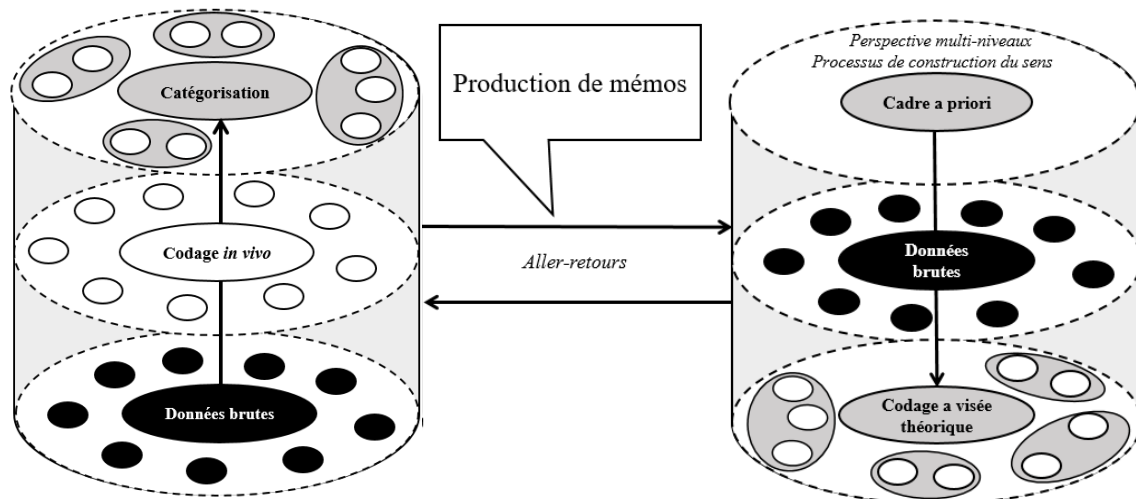 Catégorisation
Codage in vivo
Données brutes
Production de mémos
Aller-retours
Perspective multi-niveaux
Processus de construction du sens
Cadre a priori
Données
brutes
Codage a visée
théorique